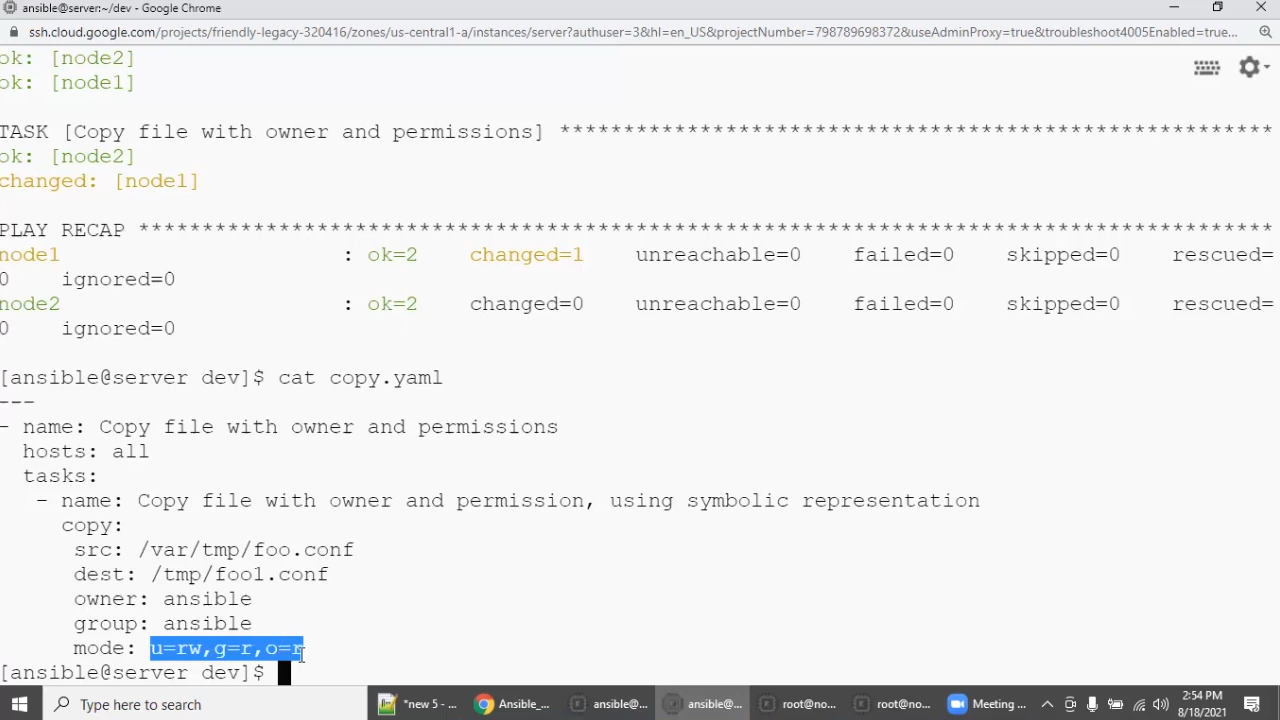 ansible@server:~/dev - Google Chrome
ssh.cloud.google.com/projects/friendly-legacy-320416/zones/us-central1-a/instances/server?authuser=3&hl=en_US&projectNumber=798789698372&useAdminProxy=true&troubleshoot4005Enabled=true...
ok: [node2]
ok: [node1]
TASK [Copy file with owner and permissions] ********************************************************
ok: [node2]
changed: [node1]
PLAY RECAP *****************************************************************************************
node1 : ok=2 changed=1 unreachable=0 failed=0 skipped=0 rescued=
0 ignored=0
node2 : ok=2 changed=0 unreachable=0 failed=0 skipped=0 rescued=
0 ignored=0
[ansible@server dev]$ cat copy.yaml
---
- name: Copy file with owner and permissions
hosts: all
tasks:
- name: Copy file with owner and permission, using symbolic representation
copy:
src: /var/tmp/foo.conf
dest: /tmp/foo1.conf
owner: ansible
group: ansible
mode: u=rw,g=r,o=r
[ansible@server dev]$
Type here to search
*new 5 - ...
Ansible_...
ansible@...
ansible@...
root@no...
root@no...
Meeting ...
2:54 PM
8/18/2021